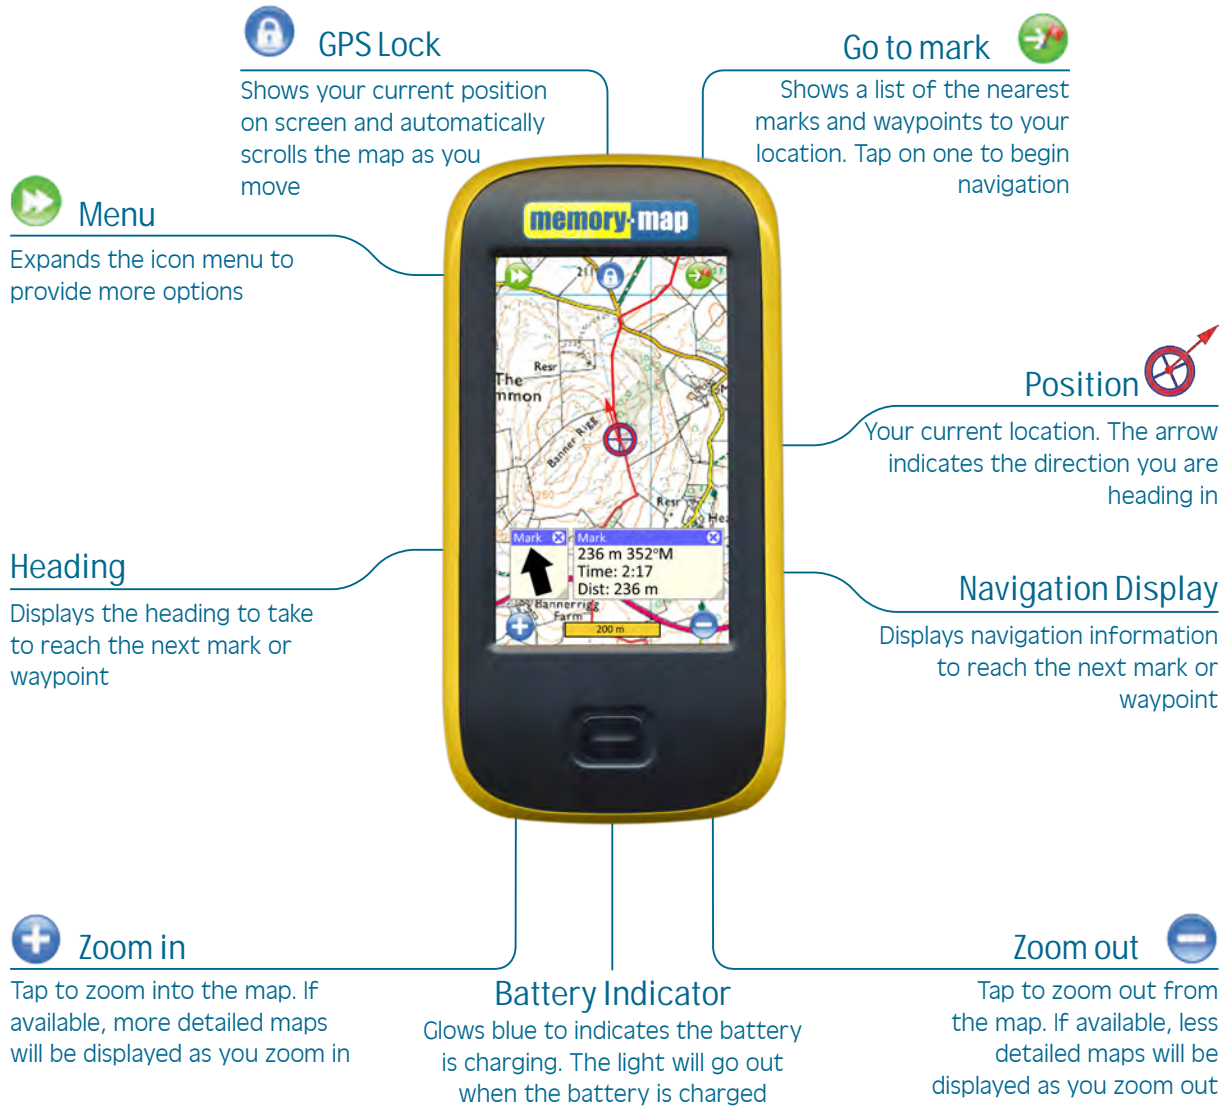 GPS Lock
Shows your current position
on screen and automatically
scrolls the map as you
move
Go to mark
Shows a list of the nearest
marks and waypoints to your
location. Tap on one to begin
navigation
Menu
Expands the icon menu to
provide more options
memory-map
Resr
The
mmon
Banner Rigg
260
Resr
Hea
Mark
Mark
236 m 352°M
Time: 2:17
Dist: 236 m
Bannerrigg
Farm
200 m
Position
Your current location. The arrow
indicates the direction you are
heading in
Heading
Displays the heading to take
to reach the next mark or
waypoint
Navigation Display
Displays navigation information
to reach the next mark or
waypoint
Zoom in
Tap to zoom into the map. If
available, more detailed maps
will be displayed as you zoom in
Battery Indicator
Glows blue to indicates the battery
is charging. The light will go out
when the battery is charged
Zoom out
Tap to zoom out from
the map. If available, less
detailed maps will be
displayed as you zoom out